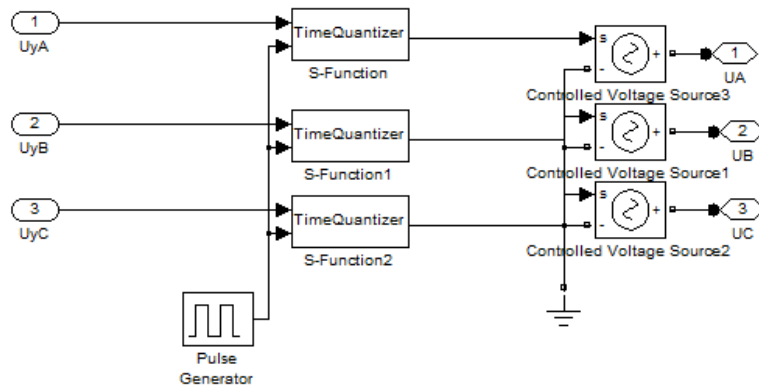 1
UyA
TimeQuantizer
S-Function
s
-
+
Controlled Voltage Source3
1
UA
2
UyB
TimeQuantizer
S-Function1
s
-
+
Controlled Voltage Source1
2
UB
3
UyC
TimeQuantizer
S-Function2
s
-
+
Controlled Voltage Source2
3
UC
Pulse
Generator